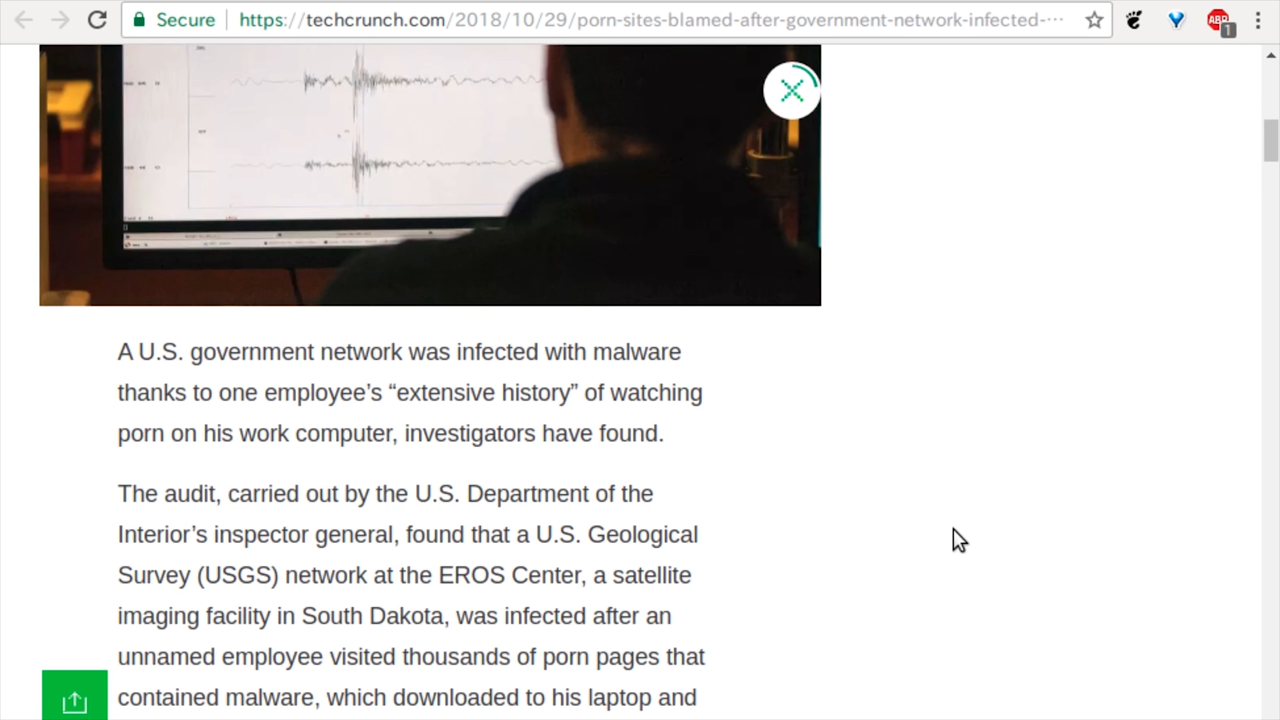 Secure https://techcrunch.com/2018/10/29/porn-sites-blamed-after-government-network-infected-···
ABP
1
A U.S. government network was infected with malware
thanks to one employee’s “extensive history” of watching
porn on his work computer, investigators have found.
The audit, carried out by the U.S. Department of the
Interior’s inspector general, found that a U.S. Geological
Survey (USGS) network at the EROS Center, a satellite
imaging facility in South Dakota, was infected after an
unnamed employee visited thousands of porn pages that
contained malware, which downloaded to his laptop and